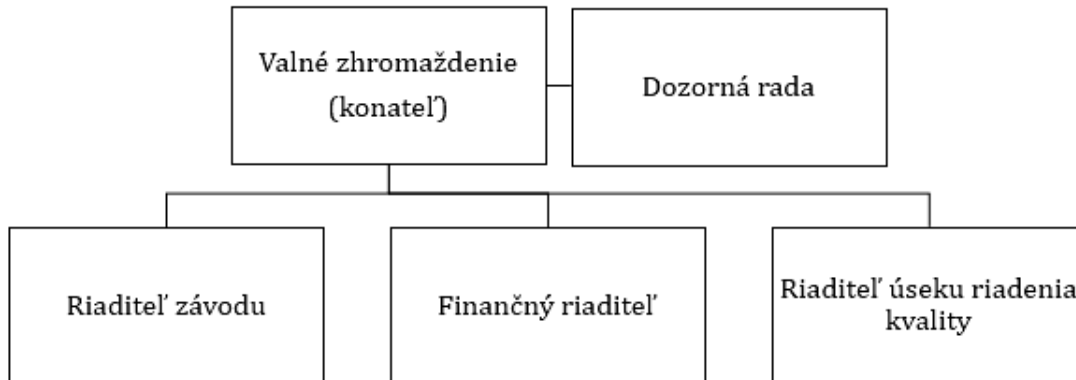 Valné zhromaždenie
(konateľ)
Dozorná rada
Riaditeľ závodu
Finančný riaditeľ
Riaditeľ úseku riadenia
kvality